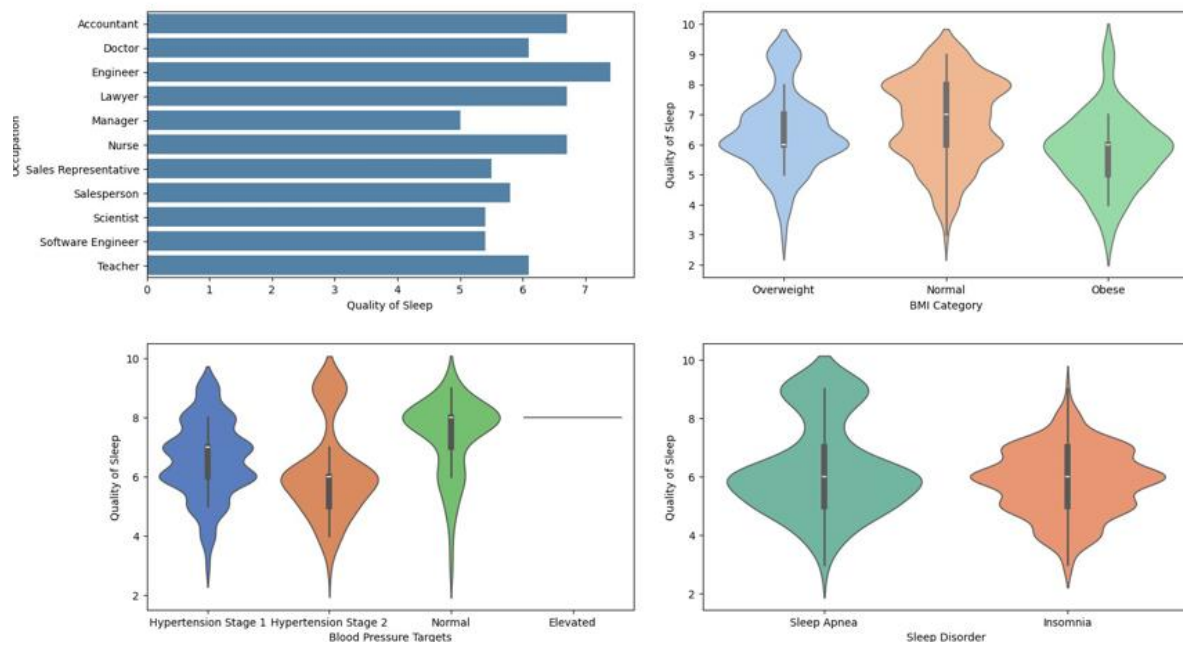 Accountant
Doctor
Engineer
Lawyer
Manager
Nurse
Sales Representative
Salesperson
Scientist
Software Engineer
Teacher
Occupation
0 1 2 3 4 5 6 7
Quality of Sleep
10
9
8
7
6
5
4
3
2
Quality of Sleep
Overweight Normal Obese
BMI Category
10
8
6
4
2
Quality of Sleep
Hypertension Stage 1 Hypertension Stage 2 Normal Elevated
Blood Pressure Targets
10
8
6
4
2
Quality of Sleep
Sleep Apnea Insomnia
Sleep Disorder